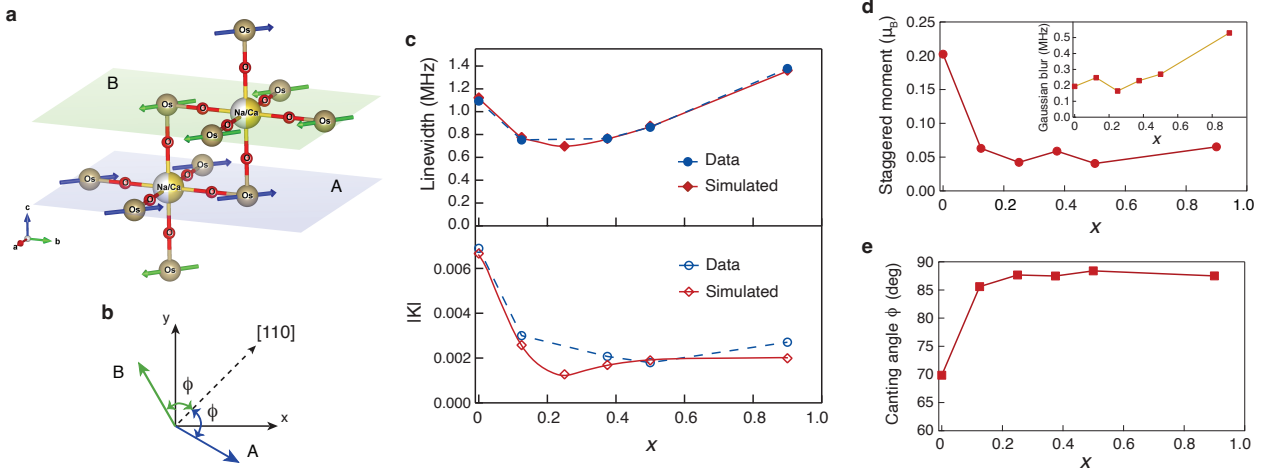 a
Os
O
B
Os
Os
O
O
Na/Ca
O
Os
O
Os
O
O
Os
Os
O
A
Na/Ca
O
O
Os
Os
O
c
b
a
Os
b
y
[110]
B
ϕ
ϕ
x
A
c
Linewidth (MHz)
1.4
1.2
1.0
0.8
0.6
0.4
0.2
0.0
Data
Simulated
|K|
0.006
0.004
0.002
0.000
Data
Simulated
0
0.2
0.4
0.6
0.8
1.0
x
d
Staggered moment (μB)
0.25
0.20
0.15
0.10
0.05
0.00
Gaussian blur (MHz)
0.5
0.4
0.3
0.2
0.1
0.0
0
0.2
0.4
0.6
0.8
x
0
0.2
0.4
0.6
0.8
1.0
x
e
Canting angle ϕ (deg)
90
85
80
75
70
65
60
0
0.2
0.4
0.6
0.8
1.0
x